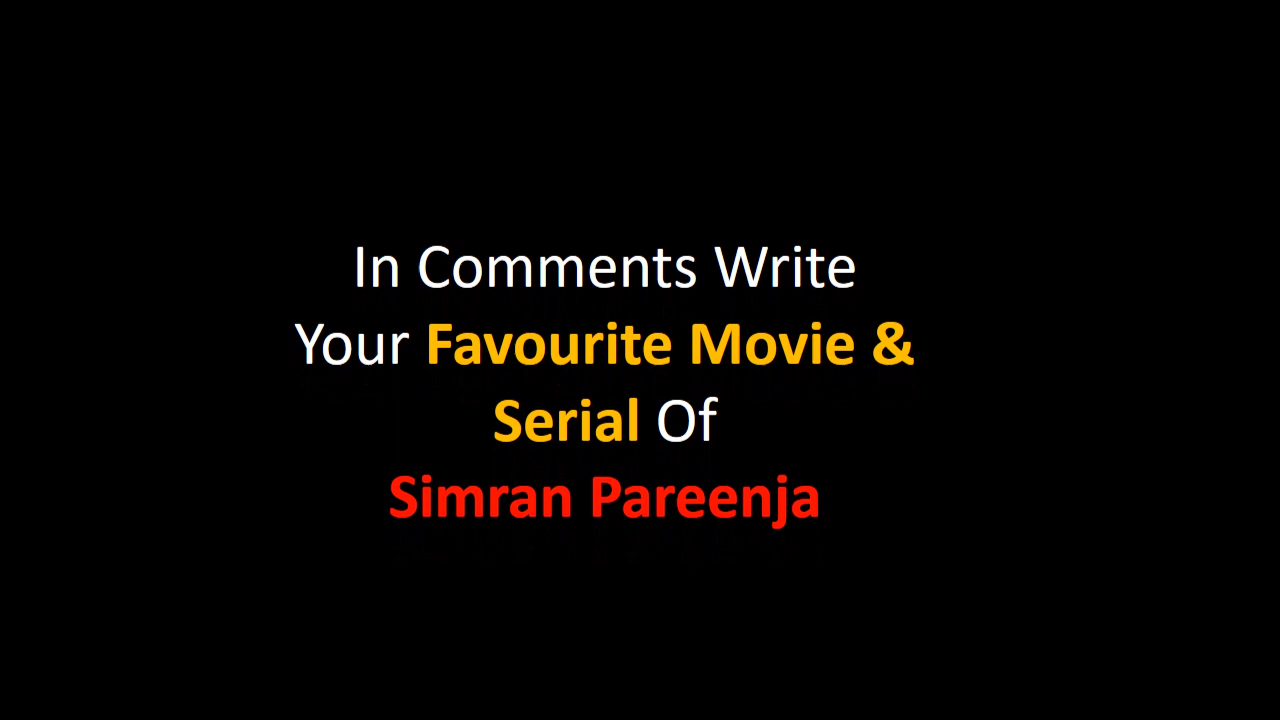 In Comments Write
Your Favourite Movie &
Serial Of
Simran Pareenja